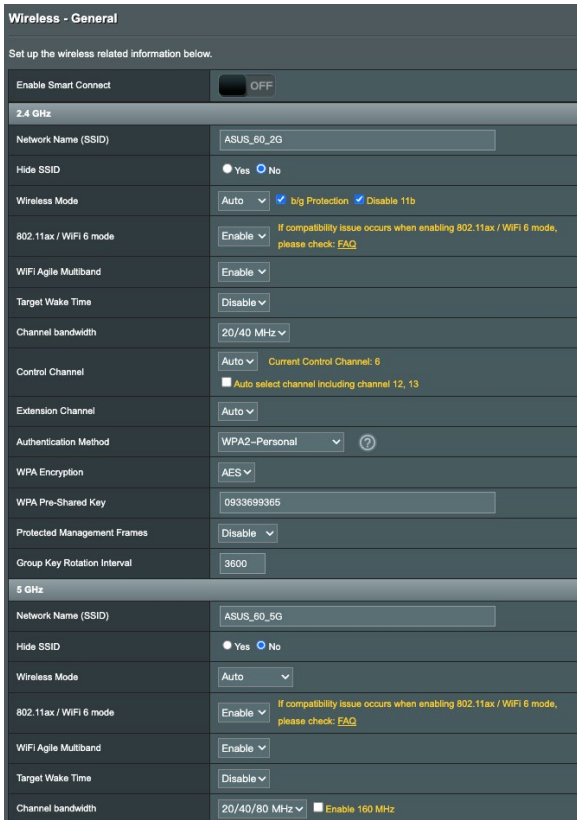 Wireless - General
Set up the wireless related information below.
Enable Smart Connect OFF
2.4 GHz
Network Name (SSID) ASUS_60_2G
Hide SSID Yes No
Wireless Mode Auto b/g Protection Disable 11b
802.11ax / WiFi 6 mode Enable If compatibility issue occurs when enabling 802.11ax / WiFi 6 mode,
please check: FAQ
WiFi Agile Multiband Enable
Target Wake Time Disable
Channel bandwidth 20/40 MHz
Control Channel Auto Current Control Channel: 6
Auto select channel including channel 12, 13
Extension Channel Auto
Authentication Method WPA2-Personal ?
WPA Encryption AES
WPA Pre-Shared Key 0933699365
Protected Management Frames Disable
Group Key Rotation Interval 3600
5 GHz
Network Name (SSID) ASUS_60_5G
Hide SSID Yes No
Wireless Mode Auto
802.11ax / WiFi 6 mode Enable If compatibility issue occurs when enabling 802.11ax / WiFi 6 mode,
please check: FAQ
WiFi Agile Multiband Enable
Target Wake Time Disable
Channel bandwidth 20/40/80 MHz Enable 160 MHz